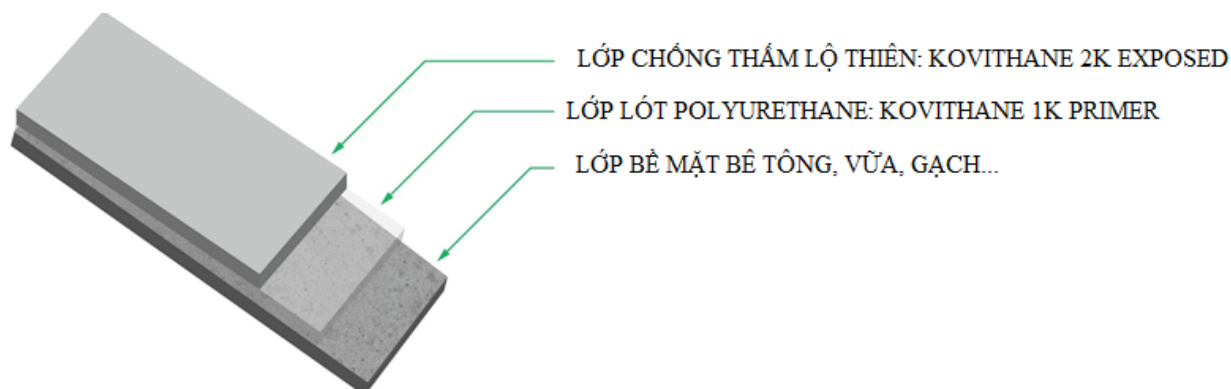 LỚP CHỐNG THẤM LỘ THIÊN: KOVITHANE 2K EXPOSED
LỚP LÓT POLYURETHANE: KOVITHANE 1K PRIMER
LỚP BỀ MẶT BÊ TÔNG, VỮA, GẠCH...